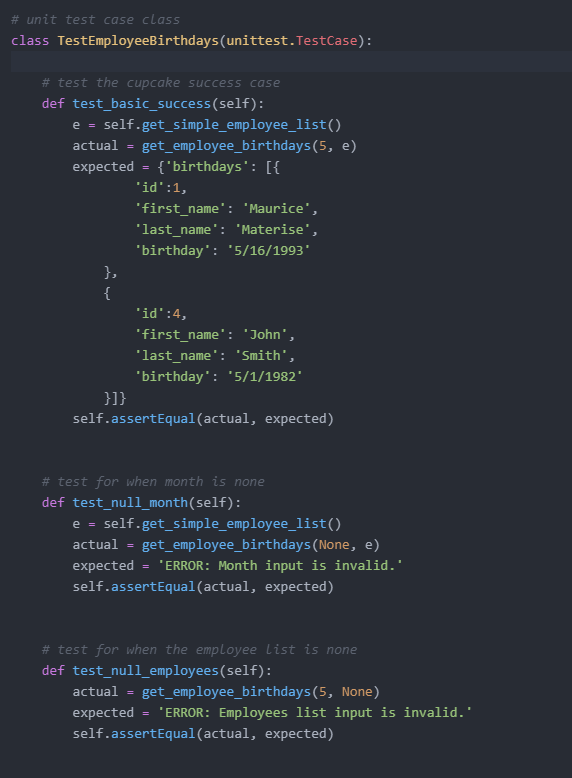 # unit test case class
class TestEmployeeBirthdays(unittest.TestCase):
    # test the cupcake success case
    def test_basic_success(self):
        e = self.get_simple_employee_list()
        actual = get_employee_birthdays(5, e)
        expected = {'birthdays': [{
                'id':1,
                'first_name': 'Maurice',
                'last_name': 'Materise',
                'birthday': '5/16/1993'
            },
            {
                'id':4,
                'first_name': 'John',
                'last_name': 'Smith',
                'birthday': '5/1/1982'
            }]}
        self.assertEqual(actual, expected)
    # test for when month is none
    def test_null_month(self):
        e = self.get_simple_employee_list()
        actual = get_employee_birthdays(None, e)
        expected = 'ERROR: Month input is invalid.'
        self.assertEqual(actual, expected)
    # test for when the employee list is none
    def test_null_employees(self):
        actual = get_employee_birthdays(5, None)
        expected = 'ERROR: Employees list input is invalid.'
        self.assertEqual(actual, expected)